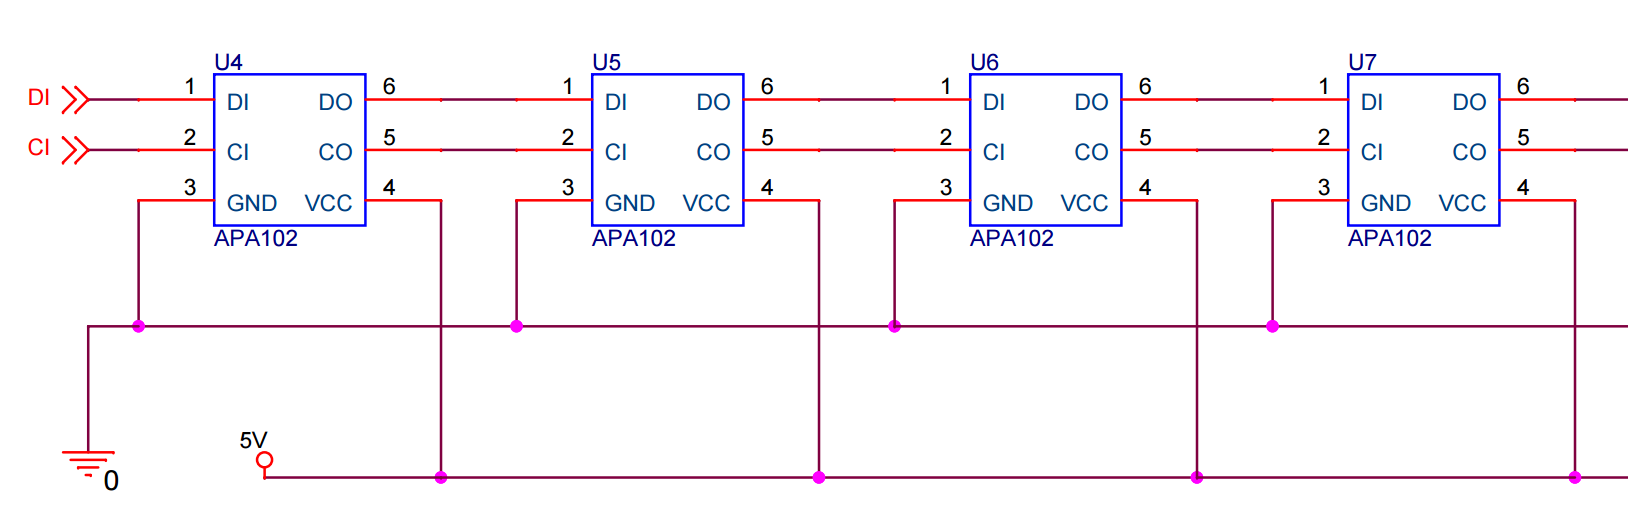 U4 U5 U6 U7
DI 1 DI DO 6 1 DI DO 6 1 DI DO 6 1 DI DO 6
CI 2 CI CO 5 2 CI CO 5 2 CI CO 5 2 CI CO 5
3 GND VCC 4 3 GND VCC 4 3 GND VCC 4 3 GND VCC 4
APA102 APA102 APA102 APA102
5V
0